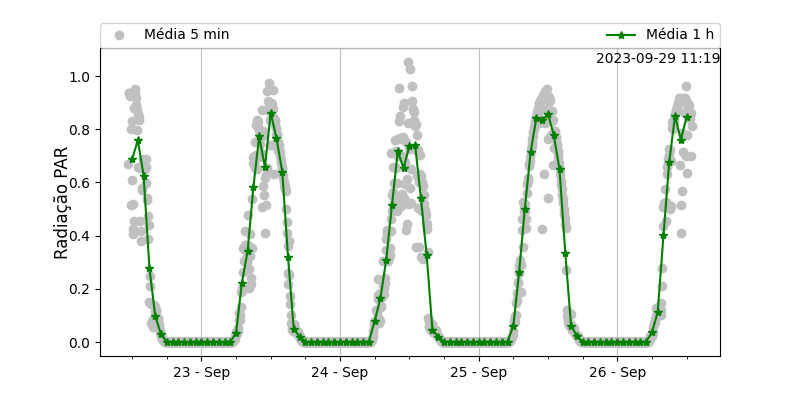 Média 5 min
Média 1 h
2023-09-29 11:19
Radiação PAR
1.0
0.8
0.6
0.4
0.2
0.0
23 - Sep
24 - Sep
25 - Sep
26 - Sep